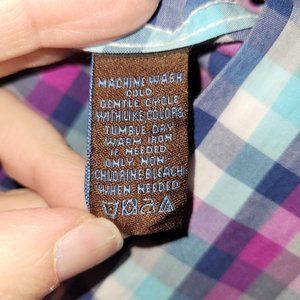 MACHINE WASH
COLD
GENTLE CYCLE
WITH LIKE COLORS
TUMBLE DRY
WARM IRON
IF NEEDED
ONLY NON-
CHLORINE BLEACH
WHEN NEEDED